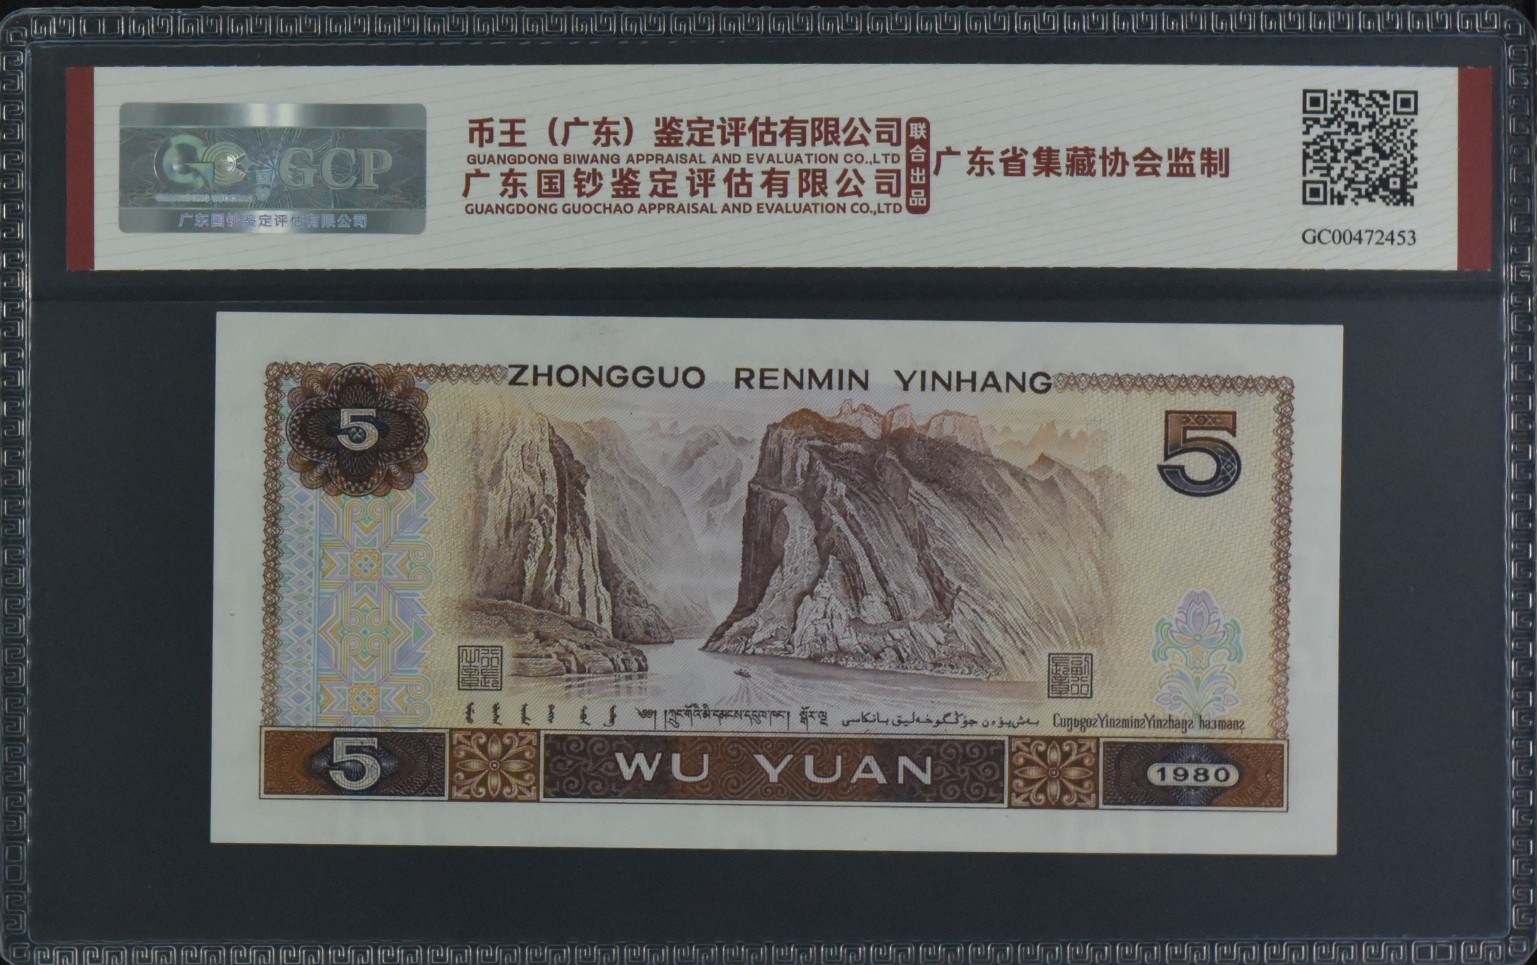 GCP
广东国钞鉴定评估有限公司
币王（广东）鉴定评估有限公司
GUANGDONG BIWANG APPRAISAL AND EVALUATION CO.,LTD
广东国钞鉴定评估有限公司
GUANGDONG GUOCHAO APPRAISAL AND EVALUATION CO.,LTD
联合出品
广东省集藏协会监制
GC00472453
ZHONGGUO RENMIN YINHANG
5
5
5
WU YUAN
1980